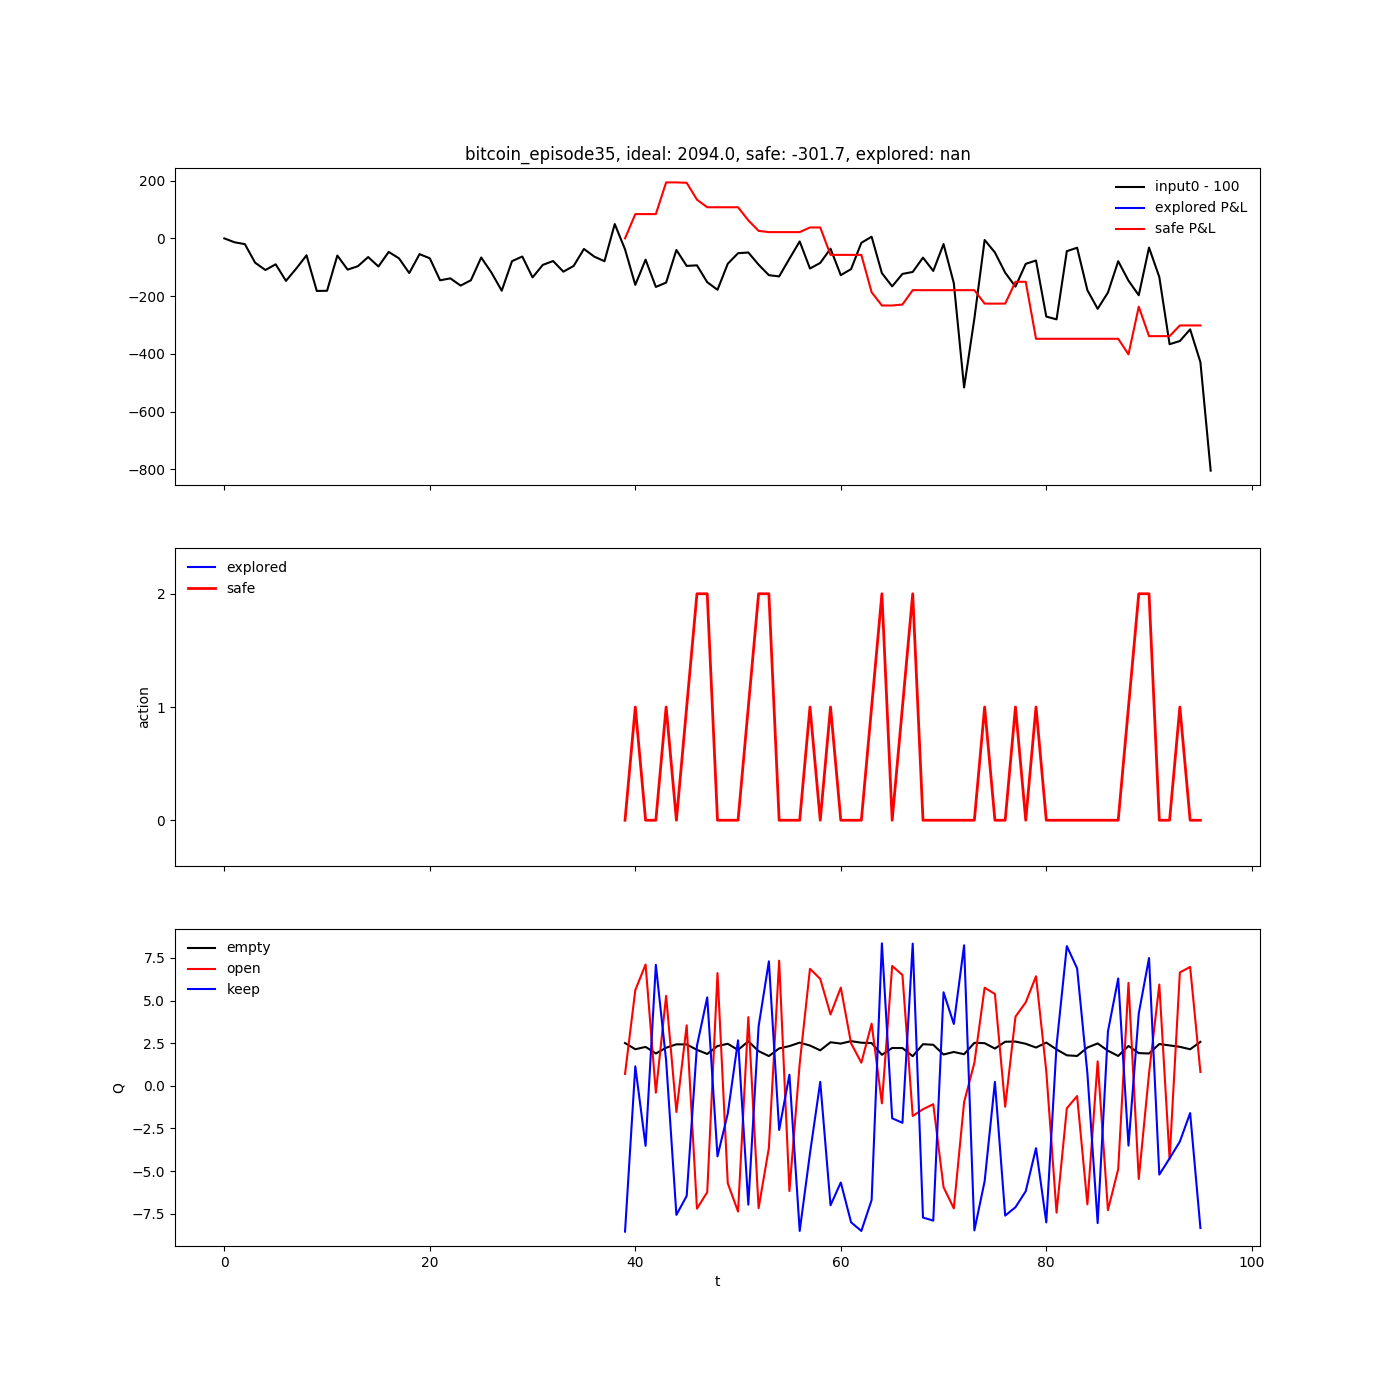 bitcoin_episode35, ideal: 2094.0, safe: -301.7, explored: nan
200
0
−200
−400
−600
−800
input0 - 100
explored P&L
safe P&L
explored
safe
2
1
0
action
empty
open
keep
7.5
5.0
2.5
0.0
−2.5
−5.0
−7.5
Q
0 20 40 60 80 100
t